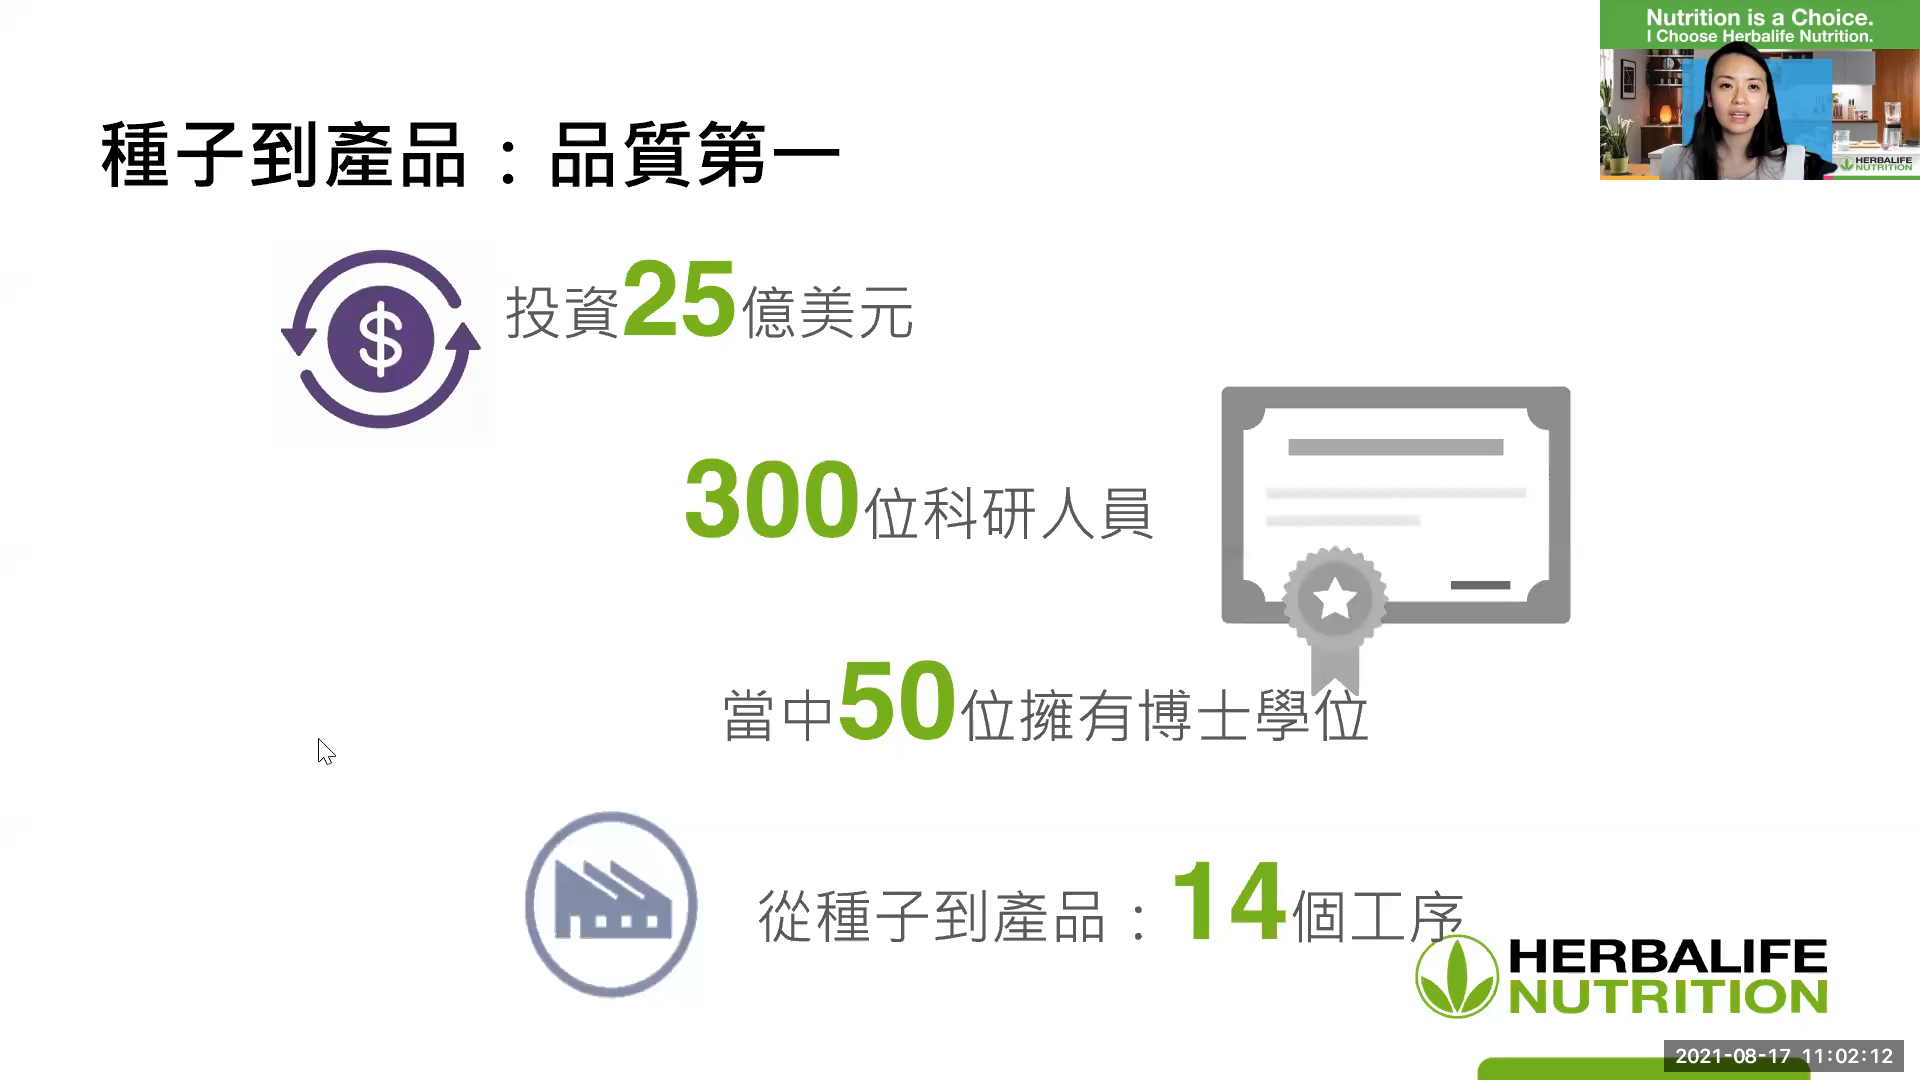 Nutrition is a Choice.
I Choose Herbalife Nutrition.
HERBALIFE
NUTRITION
種子到產品：品質第一
投資25億美元
300位科研人員
當中50位擁有博士學位
從種子到產品：14個工序
HERBALIFE
NUTRITION
2021-08-17 11:02:12